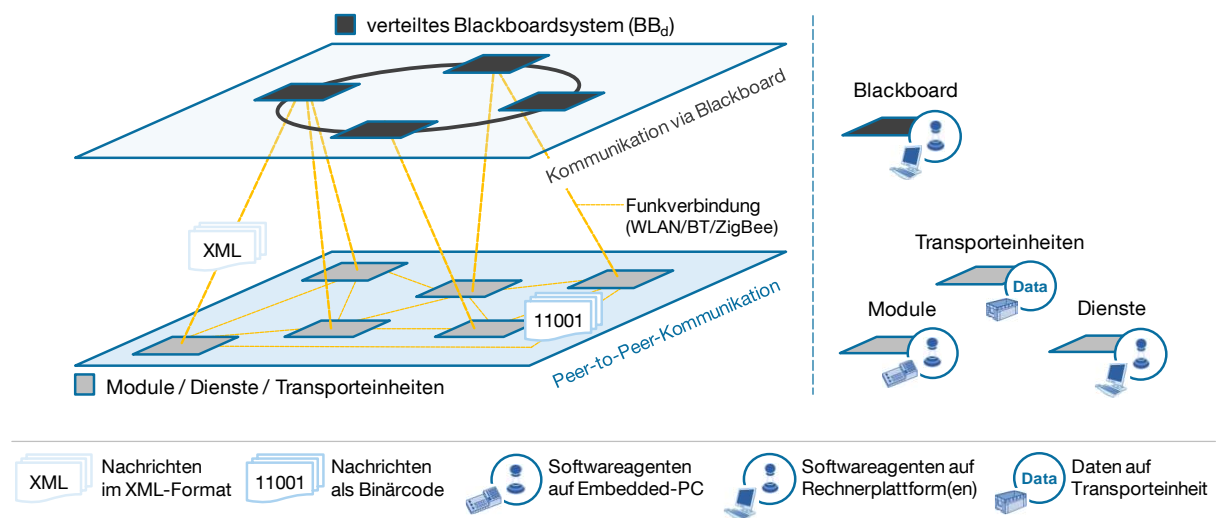 verteiltes Blackboardsystem (BBd)
Kommunikation via Blackboard
Funkverbindung
(WLAN/BT/ZigBee)
XML
11001
Peer-to-Peer-Kommunikation
Module / Dienste / Transporteinheiten
Blackboard
Transporteinheiten
Data
Module
Dienste
XML
Nachrichten
im XML-Format
11001
Nachrichten
als Binärcode
Softwareagenten
auf Embedded-PC
Softwareagenten auf
Rechnerplattform(en)
Data
Daten auf
Transporteinheit